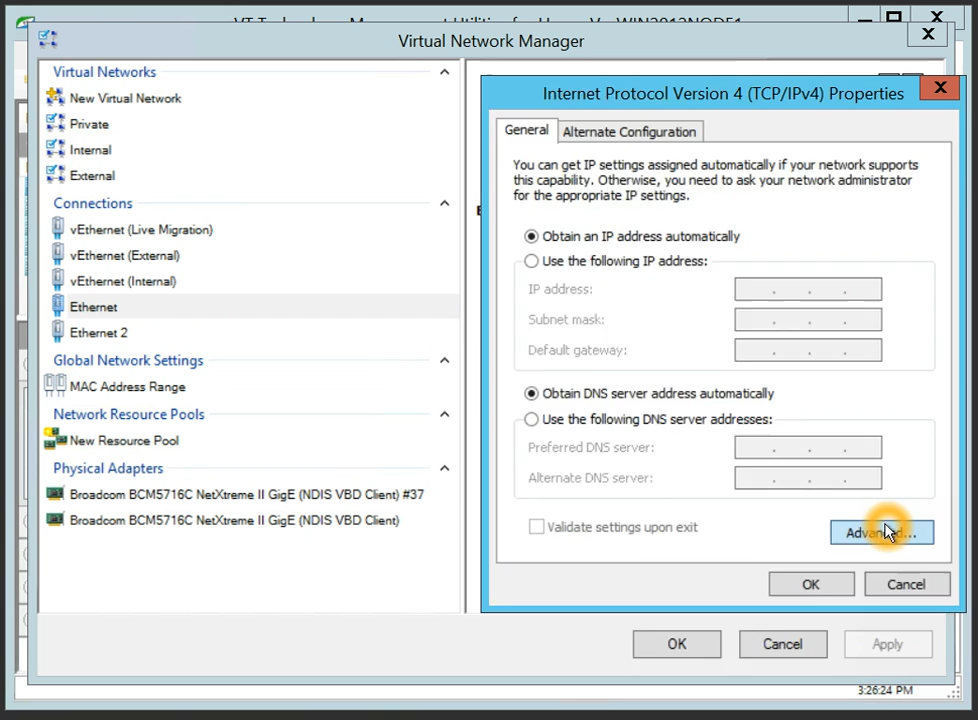 Virtual Network Manager
Virtual Networks
New Virtual Network
Private
Internal
External
Connections
vEthernet (Live Migration)
vEthernet (External)
vEthernet (Internal)
Ethernet
Ethernet 2
Global Network Settings
MAC Address Range
Network Resource Pools
New Resource Pool
Physical Adapters
Broadcom BCM5716C NetXtreme II GigE (NDIS VBD Client) #37
Broadcom BCM5716C NetXtreme II GigE (NDIS VBD Client)
Internet Protocol Version 4 (TCP/IPv4) Properties
General
Alternate Configuration
You can get IP settings assigned automatically if your network supports
this capability. Otherwise, you need to ask your network administrator
for the appropriate IP settings.
Obtain an IP address automatically
Use the following IP address:
IP address:
Subnet mask:
Default gateway:
Obtain DNS server address automatically
Use the following DNS server addresses:
Preferred DNS server:
Alternate DNS server:
Validate settings upon exit
Advanced...
OK
Cancel
OK
Cancel
Apply
3:26:24 PM